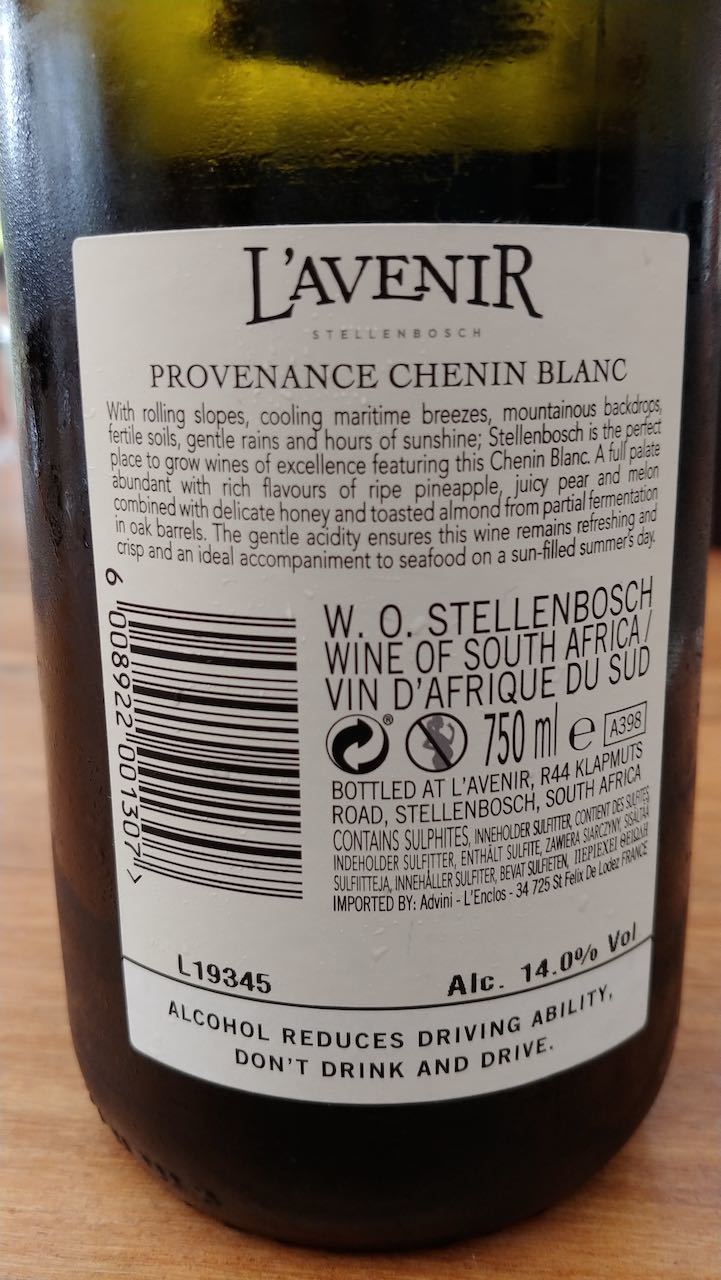 L'AVENIR
STELLENBOSCH
PROVENANCE CHENIN BLANC
With rolling slopes, cooling maritime breezes, mountainous backdrops,
fertile soils, gentle rains and hours of sunshine; Stellenbosch is the perfect
place to grow wines of excellence featuring this Chenin Blanc. A full palate
abundant with rich flavours of ripe pineapple, juicy pear and melon
combined with delicate honey and toasted almond from partial fermentation
in oak barrels. The gentle acidity ensures this wine remains refreshing and
crisp and an ideal accompaniment to seafood on a sun-filled summer's day.
6 008922 001307 >
W. O. STELLENBOSCH
WINE OF SOUTH AFRICA /
VIN D'AFRIQUE DU SUD
® 750 ml e A398
BOTTLED AT L'AVENIR, R44 KLAPMUTS
ROAD, STELLENBOSCH, SOUTH AFRICA
CONTAINS SULPHITES, INNEHOLDER SULFITTER, CONTIENT DES SULFITES,
INDEHOLDER SULFITTER, ENTHÄLT SULFITE, ZAWIERA SIARCZYNY, SISÄLTÄÄ
SULFIITTEJA, INNEHÅLLER SULFITER, BEVAT SULFIETEN, ΠΕΡΙΕΧΕΙ ΘΕΙΩΔΗ
IMPORTED BY: Advini - L'Enclos - 34 725 St Felix De Lodez FRANCE
L19345
Alc. 14.0% Vol
ALCOHOL REDUCES DRIVING ABILITY,
DON'T DRINK AND DRIVE.